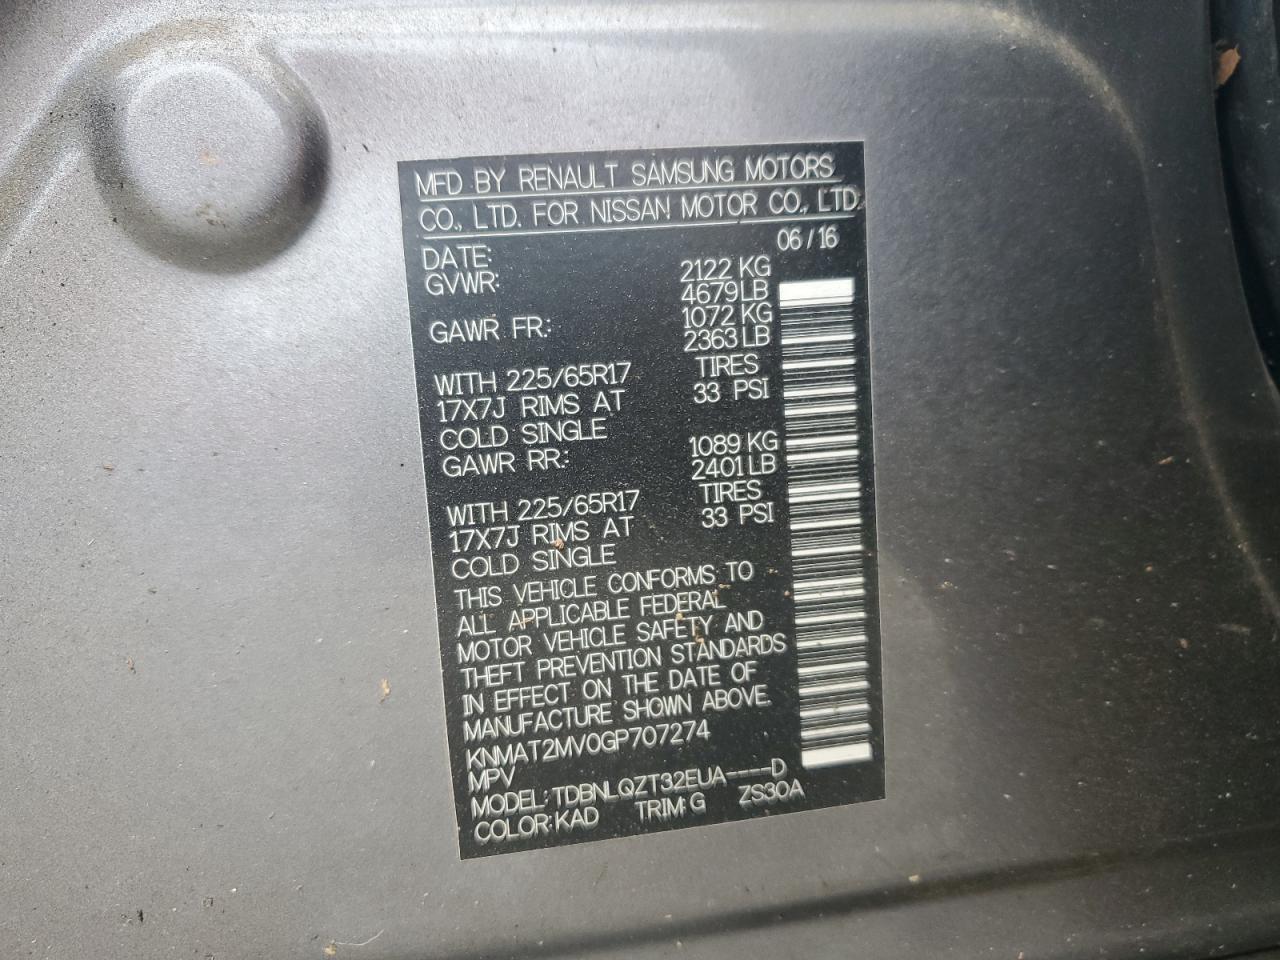 MFD BY RENAULT SAMSUNG MOTORS
CO., LTD. FOR NISSAN MOTOR CO., LTD
DATE: 06/16
GVWR: 2122 KG
4679 LB
GAWR FR: 1072 KG
2363 LB
WITH 225/65R17 TIRES
17X7J RIMS AT 33 PSI
COLD SINGLE
GAWR RR: 1089 KG
2401 LB
WITH 225/65R17 TIRES
17X7J RIMS AT 33 PSI
COLD SINGLE
THIS VEHICLE CONFORMS TO
ALL APPLICABLE FEDERAL
MOTOR VEHICLE SAFETY AND
THEFT PREVENTION STANDARDS
IN EFFECT ON THE DATE OF
MANUFACTURE SHOWN ABOVE.
KNMAT2MV0GP707274
MPV
MODEL: TDBNLQZT32EUA----D
COLOR: KAD TRIM: G ZS30A